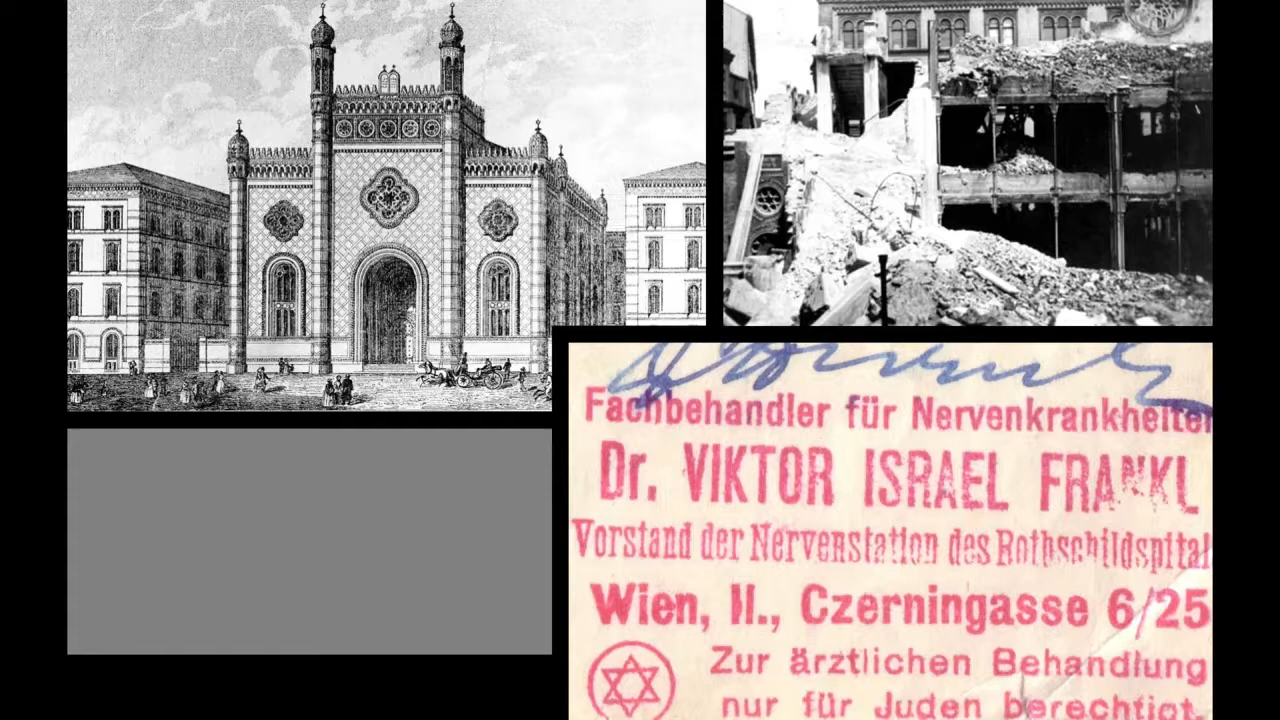 Fachbehandler für Nervenkrankheiten
Dr. VIKTOR ISRAEL FRANKL
Vorstand der Nervenstation des Rothschildspital
Wien, II., Czerningasse 6/25
Zur ärztlichen Behandlung
nur für Juden berechtigt